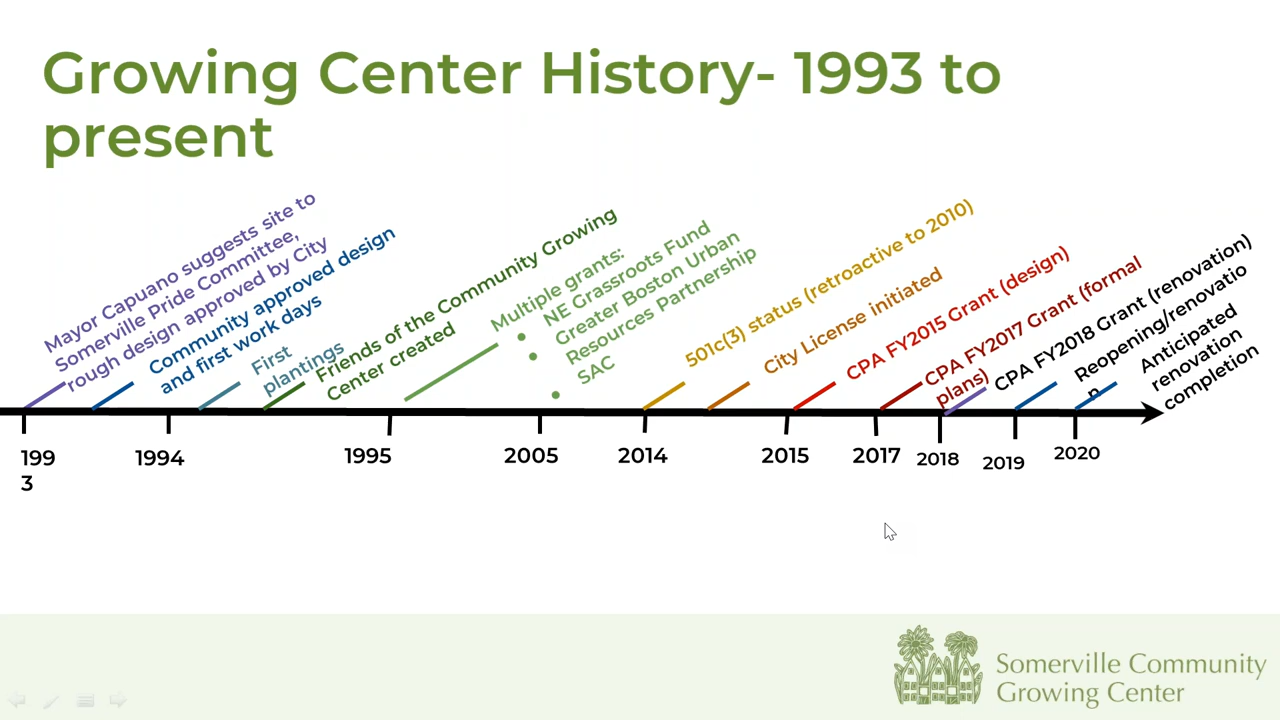 Growing Center History- 1993 to
present
Mayor Capuano suggests site to
Somerville Pride Committee,
rough design approved by City
Community approved design
and first work days
First
plantings
Friends of the Community Growing
Center created
Multiple grants:
• NE Grassroots Fund
• Greater Boston Urban
Resources Partnership
• SAC
501c(3) status (retroactive to 2010)
City License initiated
CPA FY2015 Grant (design)
CPA FY2017 Grant (formal
plans)
CPA FY2018 Grant (renovation)
Reopening/renovatio
n
Anticipated
renovation
completion
199
3
1994
1995
2005
2014
2015
2017
2018
2019
2020
Somerville Community
Growing Center